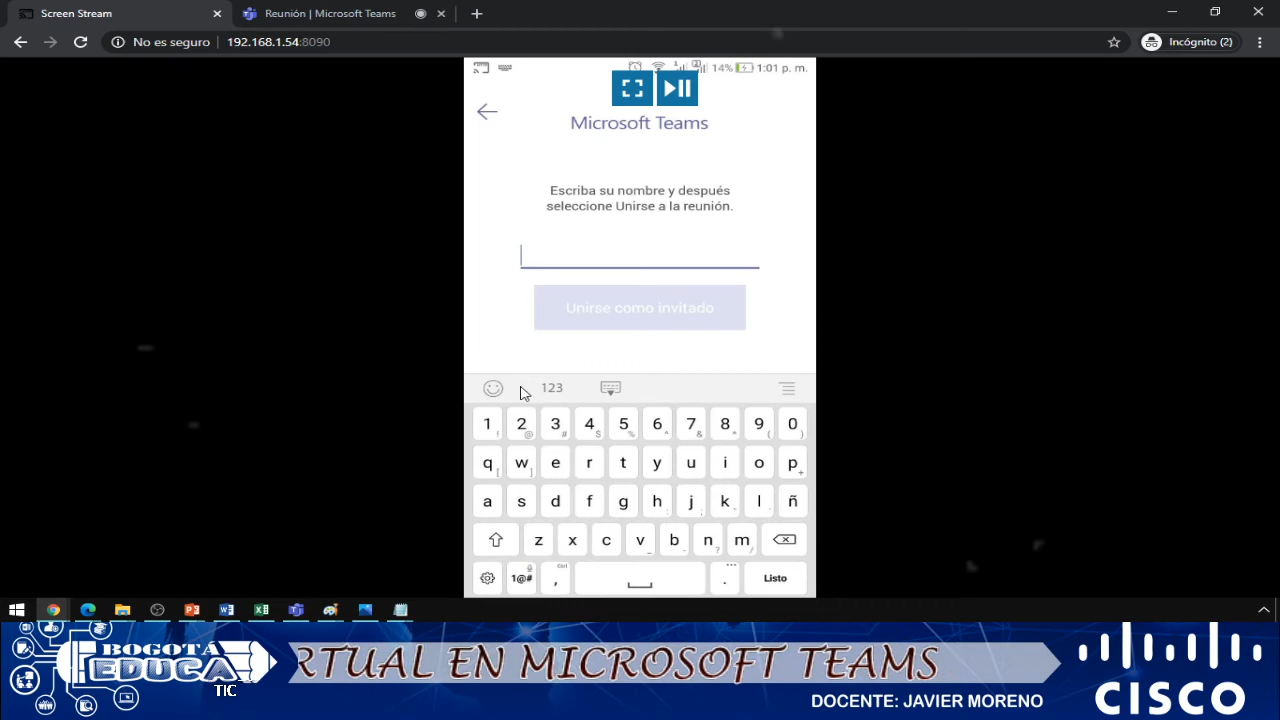 Screen Stream
Reunión | Microsoft Teams
No es seguro | 192.168.1.54:8090
Incógnito (2)
14% 1:01 p. m.
Microsoft Teams
Escriba su nombre y después
seleccione Unirse a la reunión.
Unirse como invitado
123
1 ! 2 @ 3 # 4 $ 5 % 6 ^ 7 & 8 * 9 ( 0 )
q [ w ] e r t y u i o p +
a s d f g h : j ; k l ñ
z x c v _ b - n ? m /
1@# Ctrl , . Listo
BOGOTA
EDUCA
TIC
RTUAL EN MICROSOFT TEAMS
DOCENTE: JAVIER MORENO
CISCO